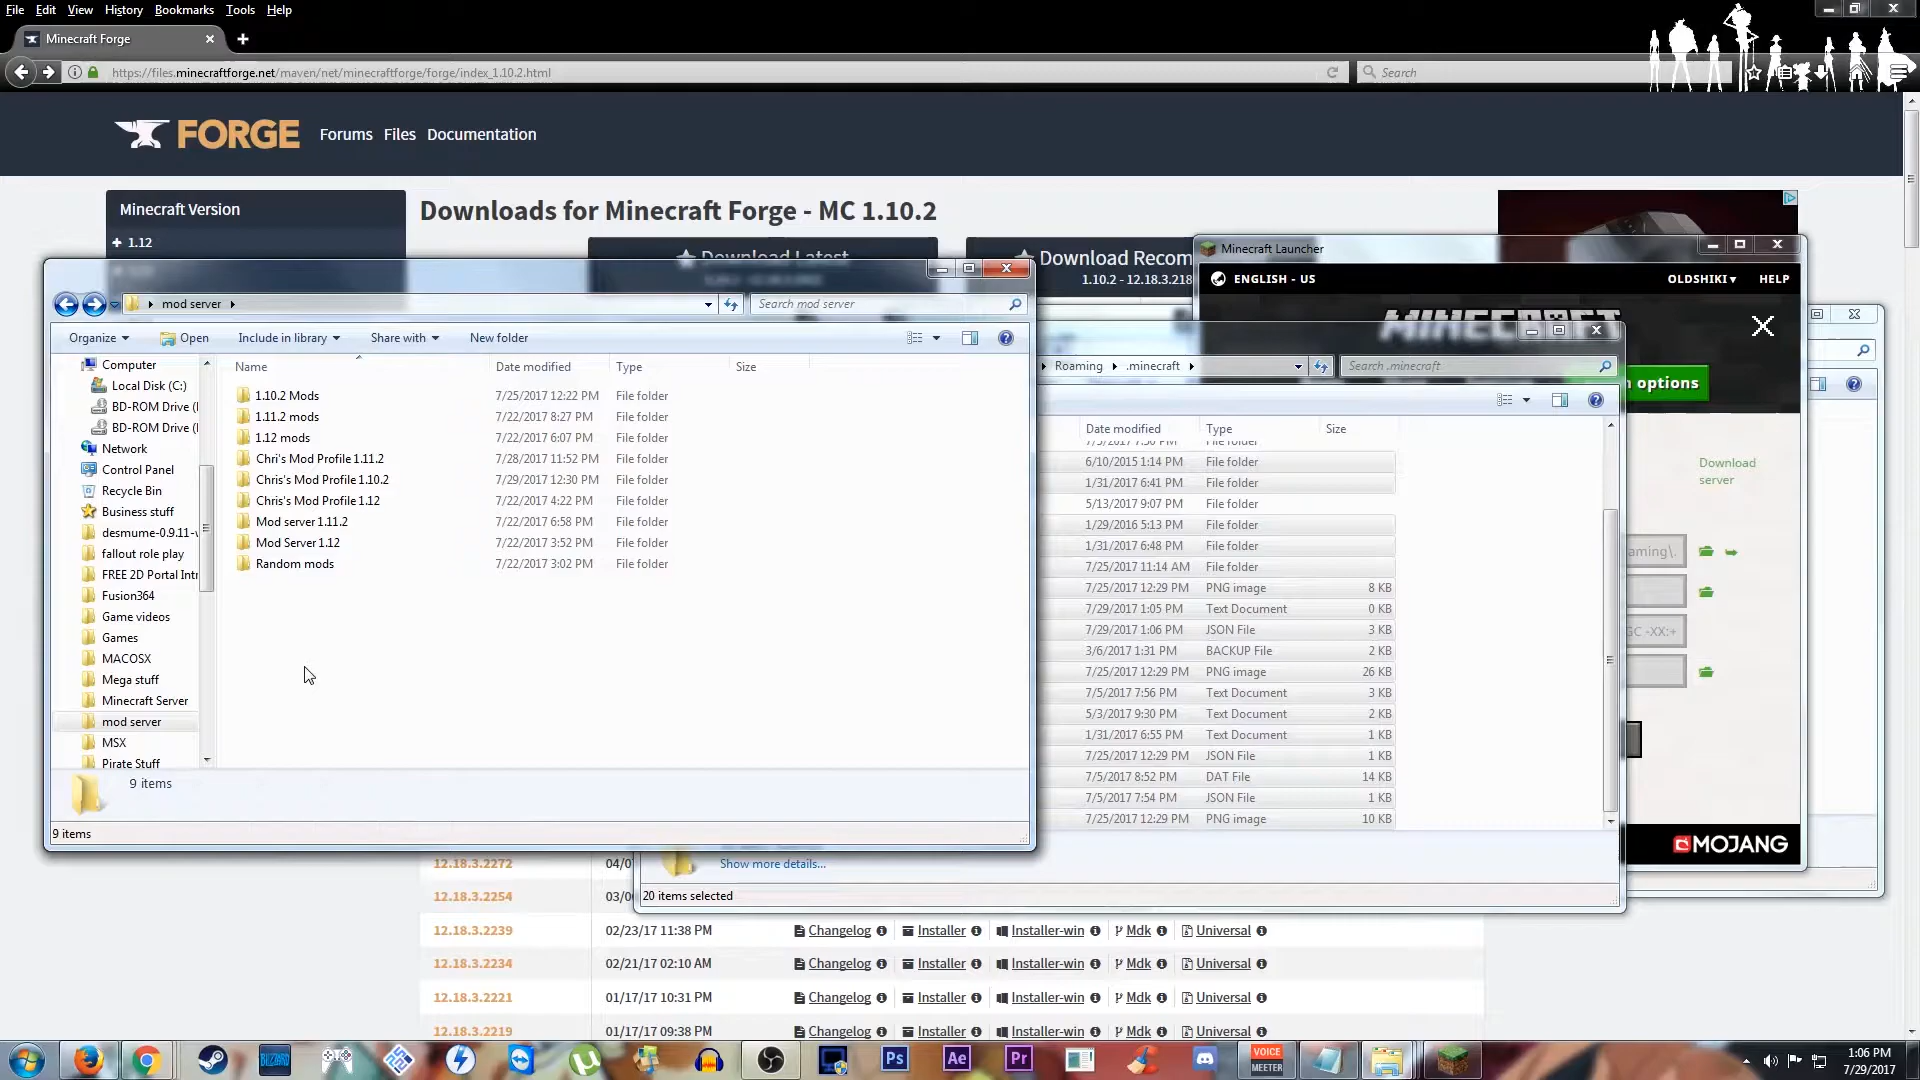 File Edit View History Bookmarks Tools Help
Minecraft Forge
https://files.minecraftforge.net/maven/net/minecraftforge/forge/index_1.10.2.html
Search
FORGE Forums Files Documentation
Minecraft Version
1.12
Downloads for Minecraft Forge - MC 1.10.2
Download Latest
Download Recom
1.10.2 - 12.18.3.218
Minecraft Launcher
ENGLISH - US
OLDSHIKI HELP
MINECRAFT
options
Download
server
aming\.
GC -XX:+
MOJANG
mod server
Search mod server
Organize Open Include in library Share with New folder
Name Date modified Type Size
Computer
Local Disk (C:)
BD-ROM Drive (
BD-ROM Drive (
Network
Control Panel
Recycle Bin
Business stuff
desmume-0.9.11-
fallout role play
FREE 2D Portal Intr
Fusion364
Game videos
Games
MACOSX
Mega stuff
Minecraft Server
mod server
MSX
Pirate Stuff
1.10.2 Mods 7/25/2017 12:22 PM File folder
1.11.2 mods 7/22/2017 8:27 PM File folder
1.12 mods 7/22/2017 6:07 PM File folder
Chri's Mod Profile 1.11.2 7/28/2017 11:52 PM File folder
Chris's Mod Profile 1.10.2 7/29/2017 12:30 PM File folder
Chris's Mod Profile 1.12 7/22/2017 4:22 PM File folder
Mod server 1.11.2 7/22/2017 6:58 PM File folder
Mod Server 1.12 7/22/2017 3:52 PM File folder
Random mods 7/22/2017 3:02 PM File folder
9 items
9 items
Roaming .minecraft
Search .minecraft
Date modified Type Size
6/10/2015 1:14 PM File folder
1/31/2017 6:41 PM File folder
5/13/2017 9:07 PM File folder
1/29/2016 5:13 PM File folder
1/31/2017 6:48 PM File folder
7/25/2017 11:14 AM File folder
7/25/2017 12:29 PM PNG image 8 KB
7/29/2017 1:05 PM Text Document 0 KB
7/29/2017 1:06 PM JSON File 3 KB
3/6/2017 1:31 PM BACKUP File 2 KB
7/25/2017 12:29 PM PNG image 26 KB
7/5/2017 7:56 PM Text Document 3 KB
5/3/2017 9:30 PM Text Document 2 KB
1/31/2017 6:55 PM Text Document 1 KB
7/25/2017 12:29 PM JSON File 1 KB
7/5/2017 8:52 PM DAT File 14 KB
7/5/2017 7:54 PM JSON File 1 KB
7/25/2017 12:29 PM PNG image 10 KB
Show more details...
20 items selected
12.18.3.2272 04/0
12.18.3.2254 03/0
12.18.3.2239 02/23/17 11:38 PM Changelog Installer Installer-win Mdk Universal
12.18.3.2234 02/21/17 02:10 AM Changelog Installer Installer-win Mdk Universal
12.18.3.2221 01/17/17 10:31 PM Changelog Installer Installer-win Mdk Universal
12.18.3.2219 01/17/17 09:38 PM Changelog Installer Installer-win Mdk Universal
BLIZZARD
Ps Ae Pr
VOICE
MEETER
1:06 PM
7/29/2017